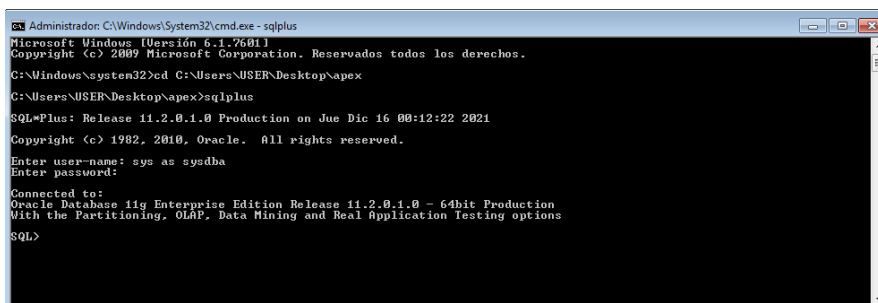 Administrador: C:\Windows\System32\cmd.exe - sqlplus
Microsoft Windows [Versión 6.1.7601]
Copyright (c) 2009 Microsoft Corporation. Reservados todos los derechos.
C:\Windows\system32>cd C:\Users\USER\Desktop\apex
C:\Users\USER\Desktop\apex>sqlplus
SQL*Plus: Release 11.2.0.1.0 Production on Jue Dic 16 00:12:22 2021
Copyright (c) 1982, 2010, Oracle.  All rights reserved.
Enter user-name: sys as sysdba
Enter password:
Connected to:
Oracle Database 11g Enterprise Edition Release 11.2.0.1.0 - 64bit Production
With the Partitioning, OLAP, Data Mining and Real Application Testing options
SQL>